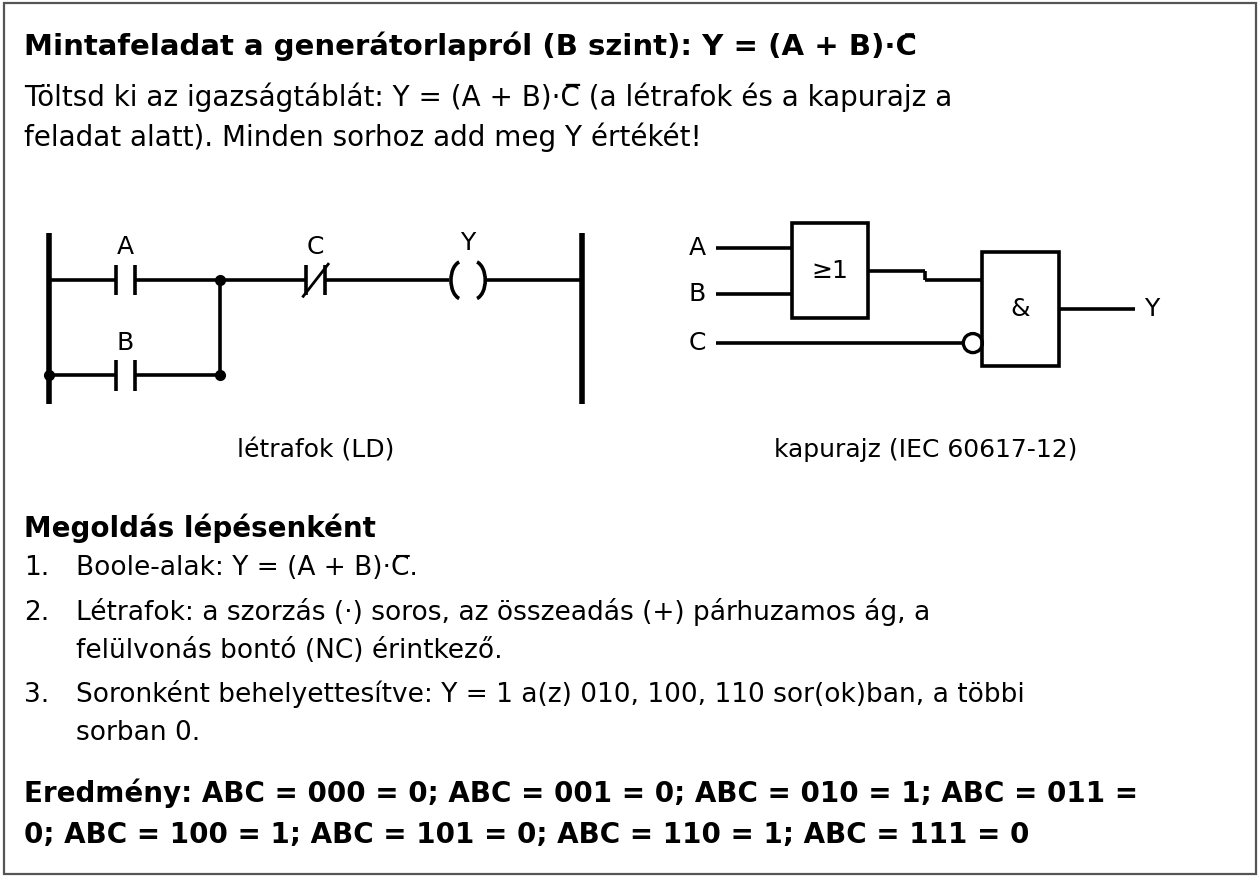 Mintafeladat a generátorlapról (B szint): Y = (A + B)·C̅
Töltsd ki az igazságtáblát: Y = (A + B)·C̅ (a létrafok és a kapurajz a
feladat alatt). Minden sorhoz add meg Y értékét!
A
C
Y
B
A
B
C
≥1
&
Y
létrafok (LD)
kapurajz (IEC 60617-12)
Megoldás lépésenként
1. Boole-alak: Y = (A + B)·C̅.
2. Létrafok: a szorzás (·) soros, az összeadás (+) párhuzamos ág, a
felülvonás bontó (NC) érintkező.
3. Soronként behelyettesítve: Y = 1 a(z) 010, 100, 110 sor(ok)ban, a többi
sorban 0.
Eredmény: ABC = 000 = 0; ABC = 001 = 0; ABC = 010 = 1; ABC = 011 =
0; ABC = 100 = 1; ABC = 101 = 0; ABC = 110 = 1; ABC = 111 = 0